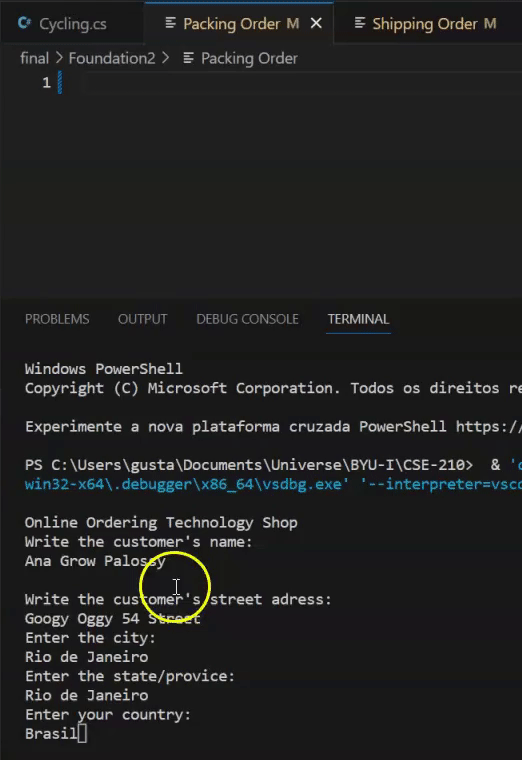 Cycling.cs Packing Order M Shipping Order M
final > Foundation2 > Packing Order
1
PROBLEMS OUTPUT DEBUG CONSOLE TERMINAL
Windows PowerShell
Copyright (C) Microsoft Corporation. Todos os direitos re
Experimente a nova plataforma cruzada PowerShell https:/
PS C:\Users\gusta\Documents\Universe\BYU-I\CSE-210> & 'c
win32-x64\.debugger\x86_64\vsdbg.exe' '--interpreter=vsco
Online Ordering Technology Shop
Write the customer's name:
Ana Grow Palossy
Write the customer's street adress:
Googy Oggy 54 Street
Enter the city:
Rio de Janeiro
Enter the state/provice:
Rio de Janeiro
Enter your country:
Brasil